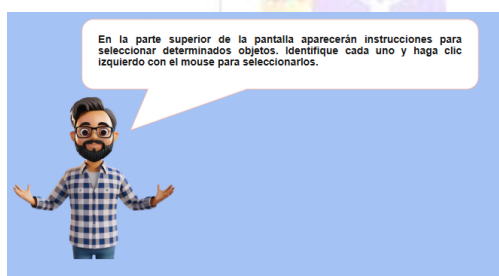 En la parte superior de la pantalla aparecerán instrucciones para
seleccionar determinados objetos. Identifique cada uno y haga clic
izquierdo con el mouse para seleccionarlos.